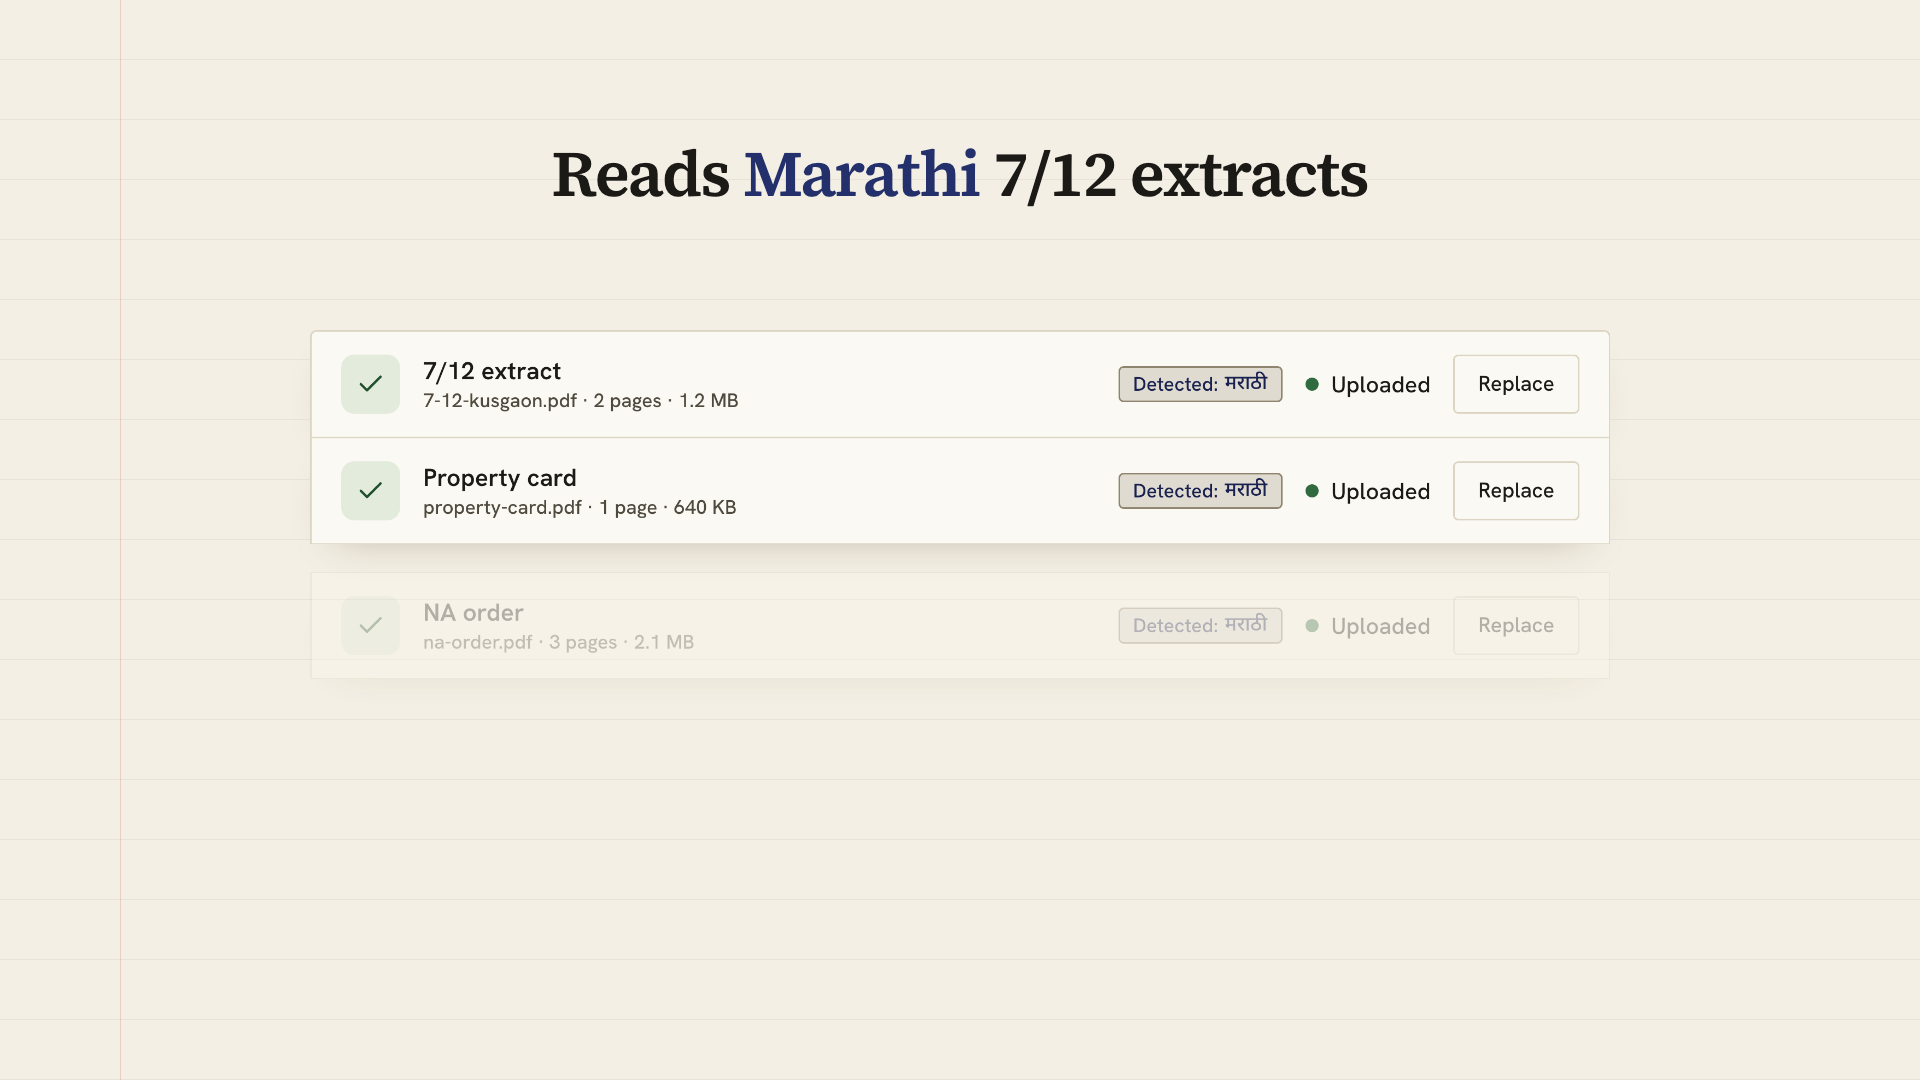 Reads Marathi 7/12 extracts
7/12 extract
7-12-kusgaon.pdf · 2 pages · 1.2 MB
Detected: मराठी
Uploaded
Replace
Property card
property-card.pdf · 1 page · 640 KB
Detected: मराठी
Uploaded
Replace
NA order
na-order.pdf · 3 pages · 2.1 MB
Detected: मराठी
Uploaded
Replace